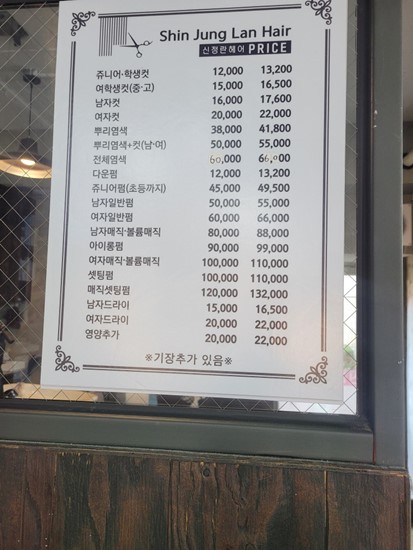 Shin Jung Lan Hair
신정란헤어 PRICE
쥬니어·학생컷 12,000 13,200
여학생컷(중·고) 15,000 16,500
남자컷 16,000 17,600
여자컷 20,000 22,000
뿌리염색 38,000 41,800
뿌리염색+컷(남·여) 50,000 55,000
전체염색 60,000 66,000
다운펌 12,000 13,200
쥬니어펌(초등까지) 45,000 49,500
남자일반펌 50,000 55,000
여자일반펌 60,000 66,000
남자매직·볼륨매직 80,000 88,000
아이롱펌 90,000 99,000
여자매직·볼륨매직 100,000 110,000
셋팅펌 100,000 110,000
매직셋팅펌 120,000 132,000
남자드라이 15,000 16,500
여자드라이 20,000 22,000
영양추가 20,000 22,000
※기장추가 있음※